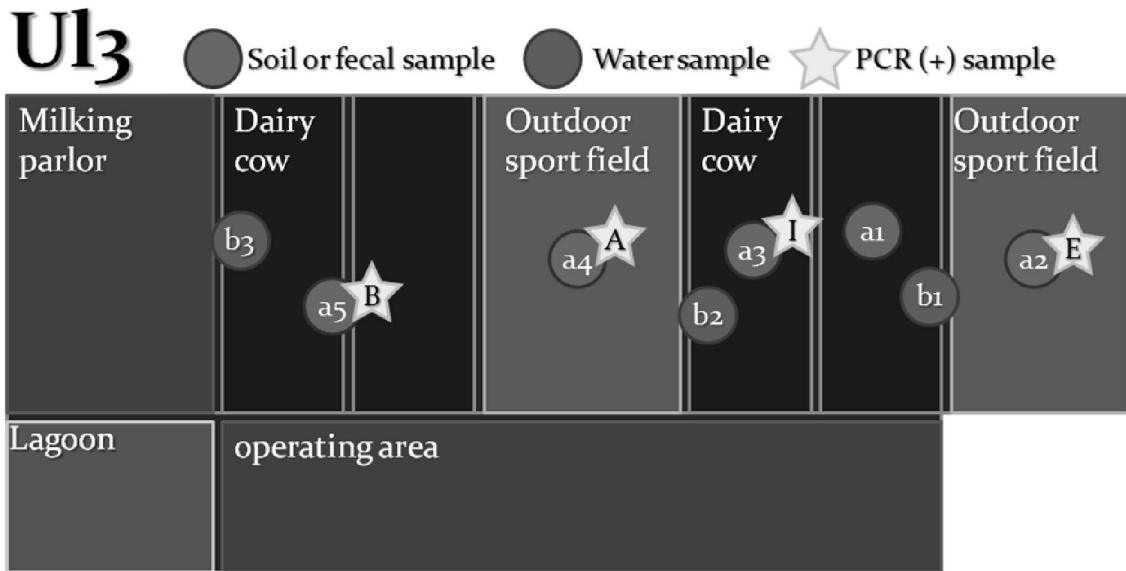 Ul3
Soil or fecal sample
Water sample
PCR (+) sample
Milking
parlor
Dairy
cow
Outdoor
sport field
Dairy
cow
Outdoor
sport field
b3
a5
B
a4
A
b2
a3
I
a1
b1
a2
E
Lagoon
operating area